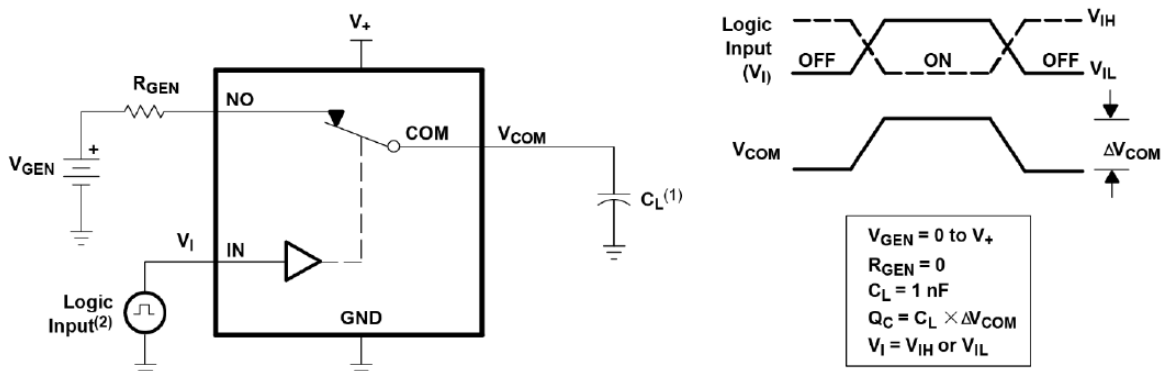 V+
RGEN
NO
COM
VCOM
VGEN
+
CL(1)
VI
IN
Logic
Input(2)
GND
Logic
Input
(VI)
OFF
ON
OFF
VIH
VIL
VCOM
ΔVCOM
VGEN = 0 to V+
RGEN = 0
CL = 1 nF
QC = CL × ΔVCOM
VI = VIH or VIL